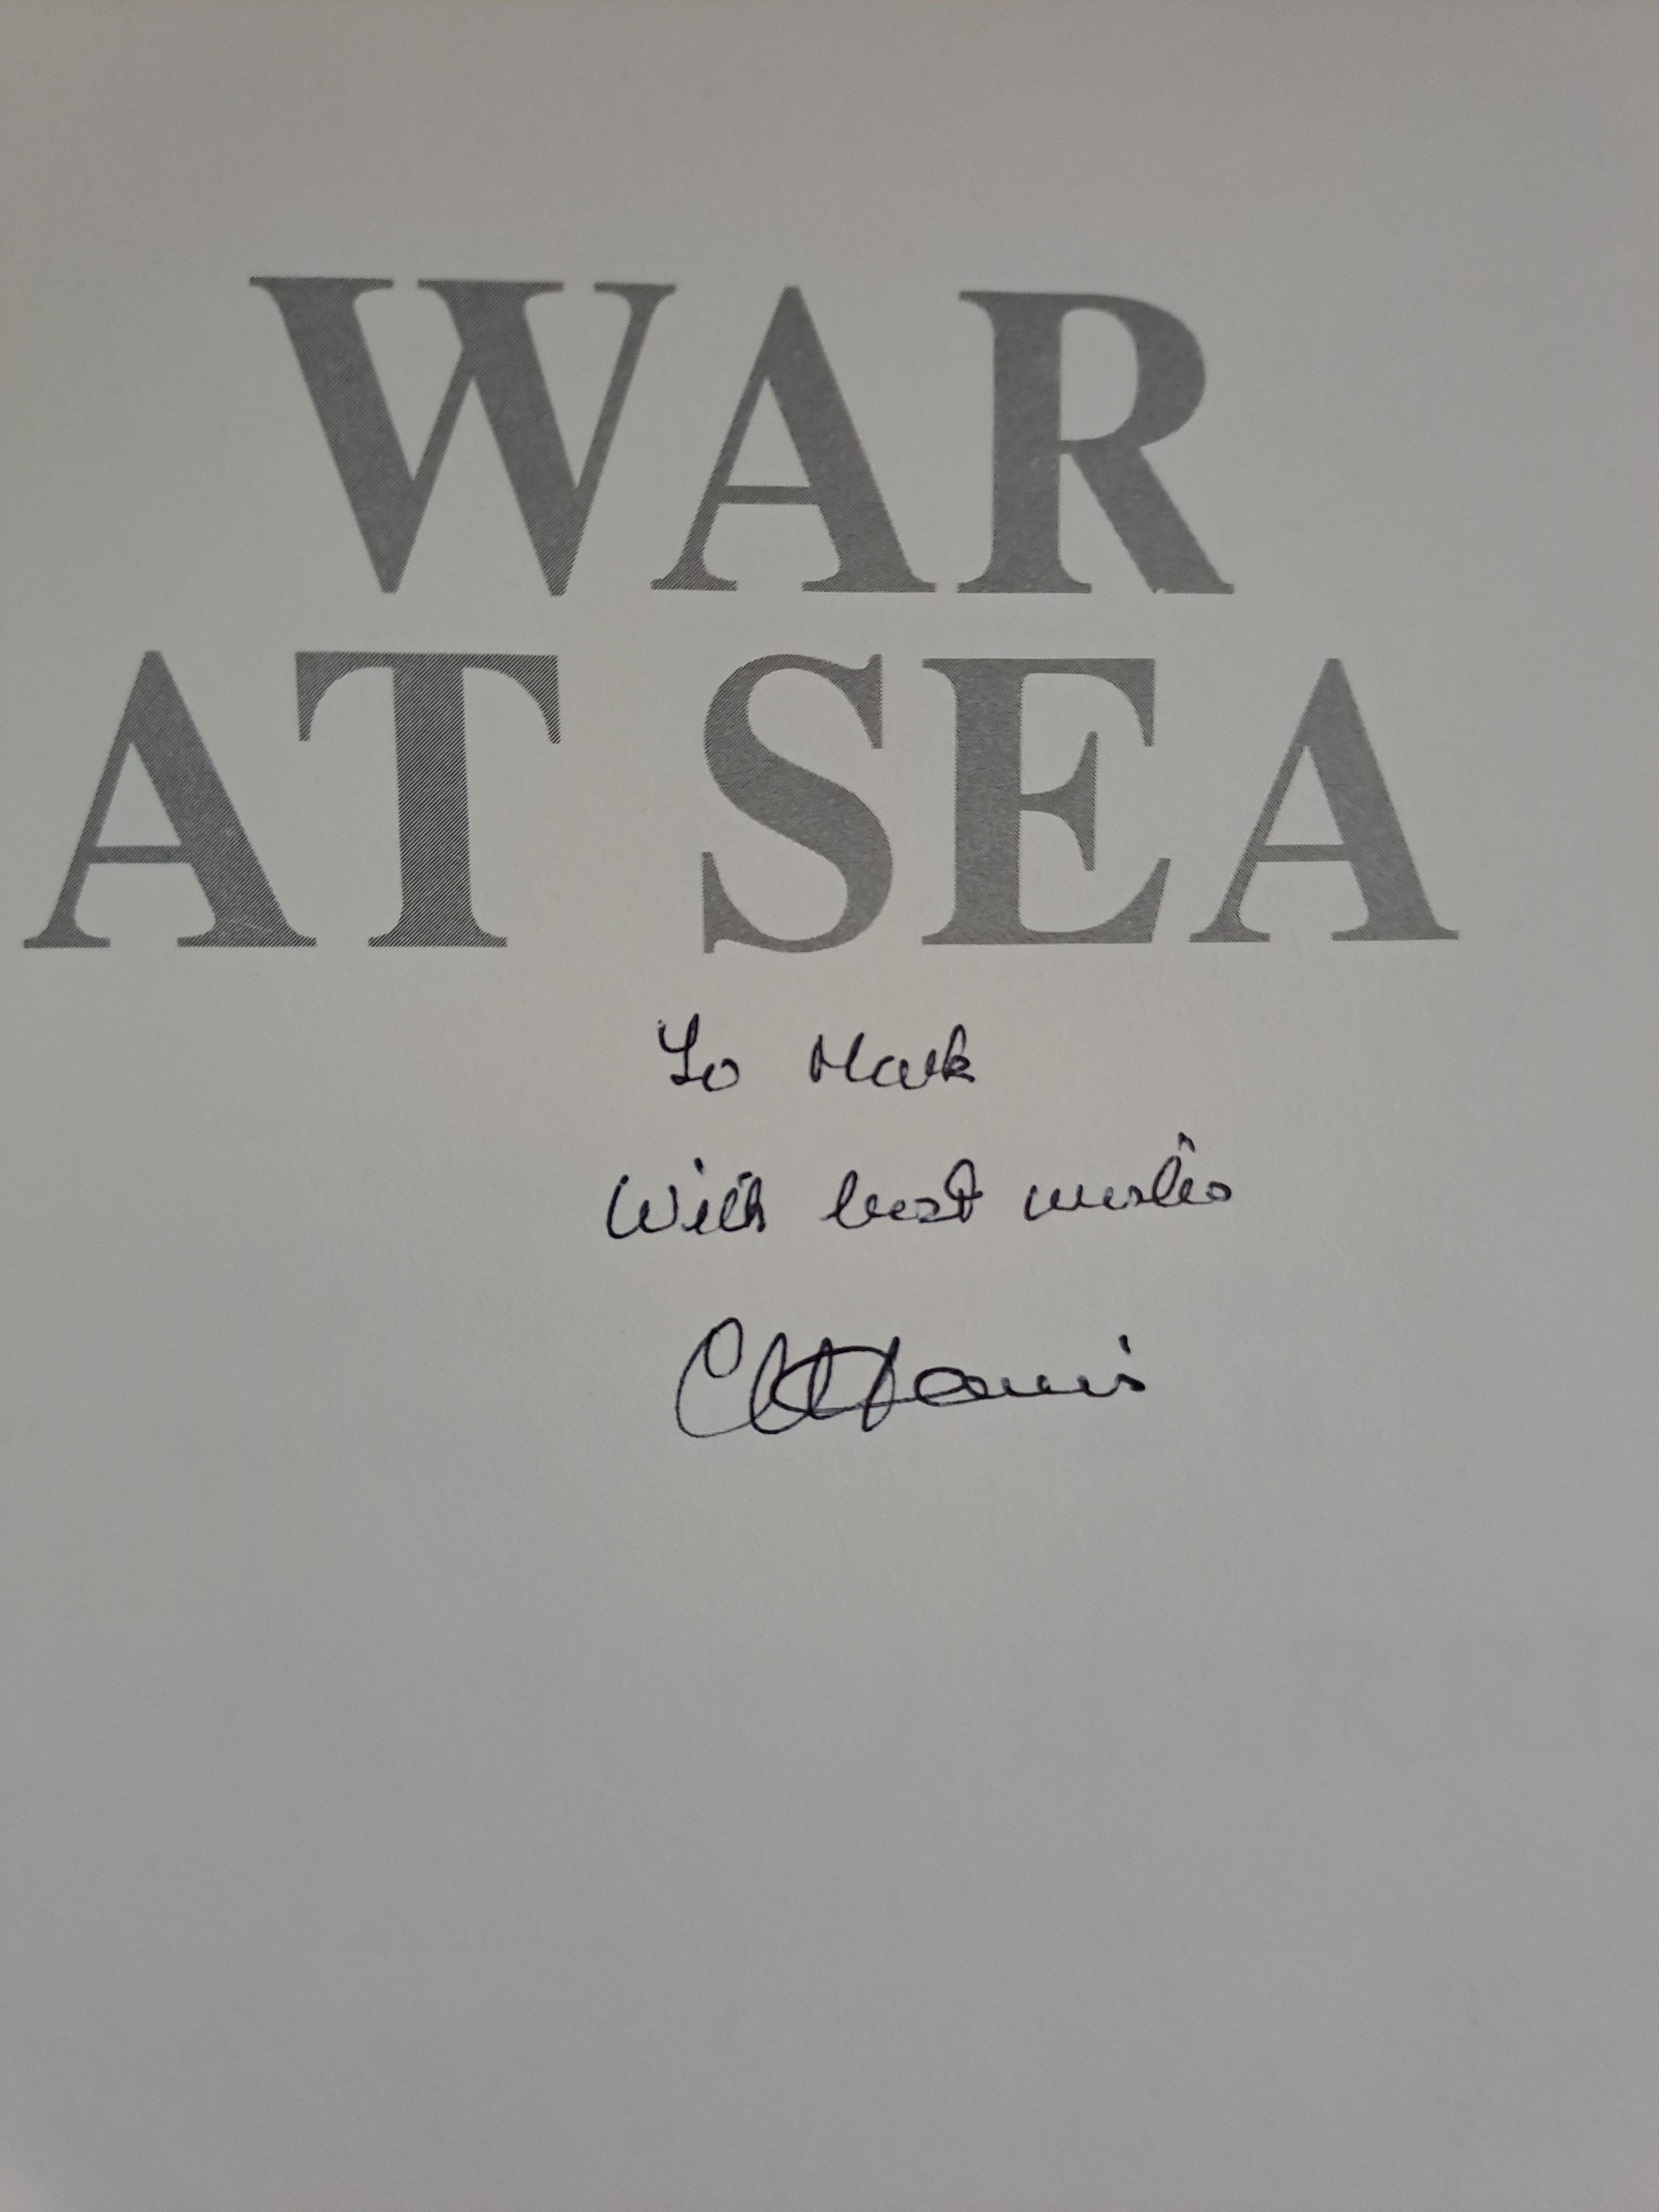 WAR
AT SEA
To Mark
With best wishes